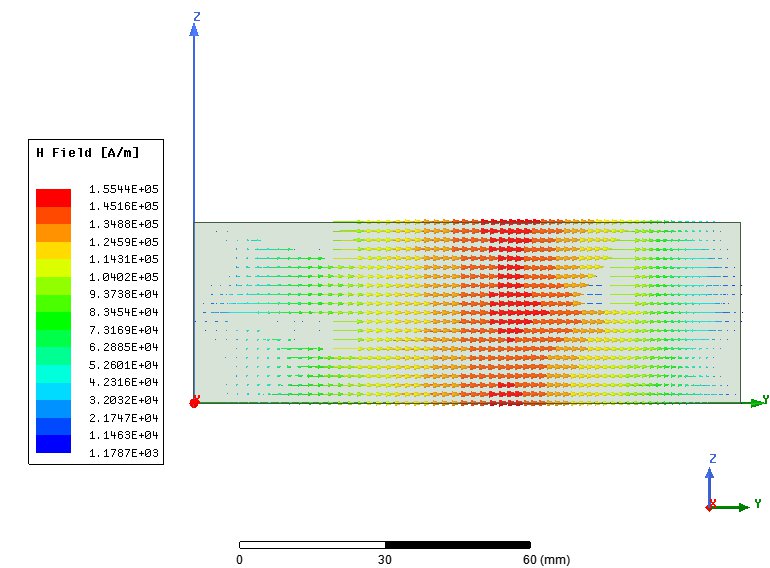 Z
H Field [A/m]
1.5544E+05
1.4516E+05
1.3488E+05
1.2459E+05
1.1431E+05
1.0402E+05
9.3738E+04
8.3454E+04
7.3169E+04
6.2885E+04
5.2601E+04
4.2316E+04
3.2032E+04
2.1747E+04
1.1463E+04
1.1787E+03
X
Y
Z
X
Y
0 30 60 (mm)